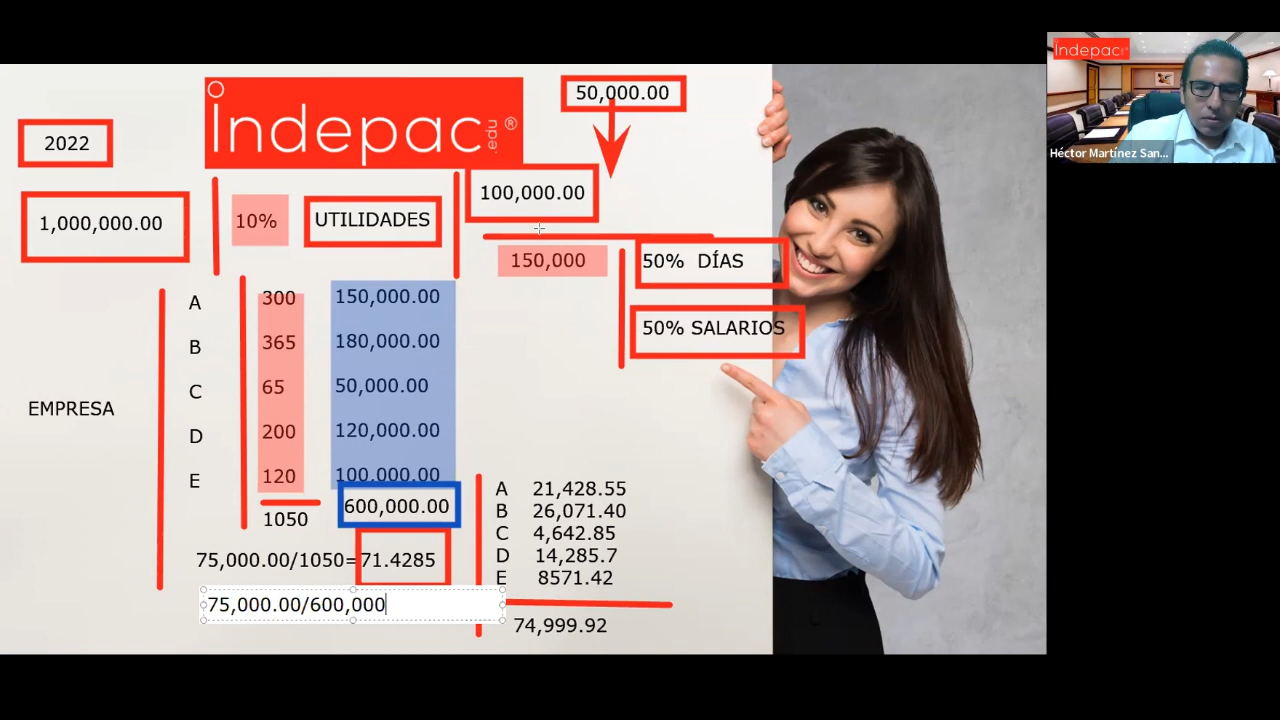 2022
indepac.edu®
50,000.00
1,000,000.00
10%
UTILIDADES
100,000.00
150,000
50% DÍAS
50% SALARIOS
EMPRESA
A 300 150,000.00
B 365 180,000.00
C 65 50,000.00
D 200 120,000.00
E 120 100,000.00
1050 600,000.00
75,000.00/1050=71.4285
75,000.00/600,000
A 21,428.55
B 26,071.40
C 4,642.85
D 14,285.7
E 8571.42
74,999.92
indepac
Héctor Martínez San...